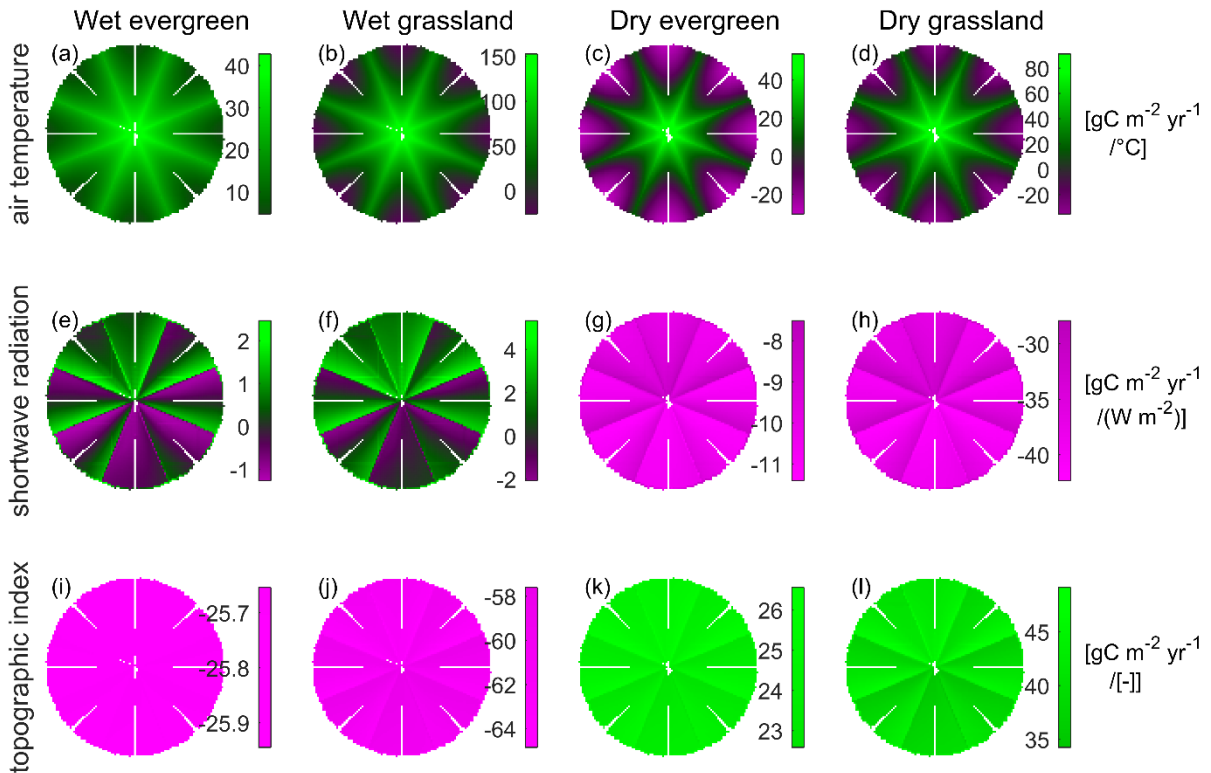 Wet evergreen Wet grassland Dry evergreen Dry grassland
air temperature
(a) 40 30 20 10
(b) 150 100 50 0
(c) 40 20 0 -20
(d) 80 60 40 20 0 -20
[gC m-2 yr-1
/°C]
shortwave radiation
(e) 2 1 0 -1
(f) 4 2 0 -2
(g) -8 -9 -10 -11
(h) -30 -35 -40
[gC m-2 yr-1
/(W m-2)]
topographic index
(i) -25.7 -25.8 -25.9
(j) -58 -60 -62 -64
(k) 26 25 24 23
(l) 45 40 35
[gC m-2 yr-1
/[-]]